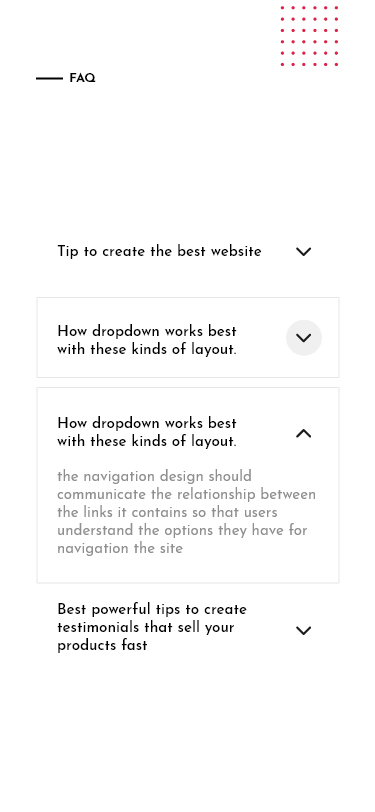 FAQ
Tip to create the best website
How dropdown works best
with these kinds of layout.
How dropdown works best
with these kinds of layout.
the navigation design should
communicate the relationship between
the links it contains so that users
understand the options they have for
navigation the site
Best powerful tips to create
testimonials that sell your
products fast